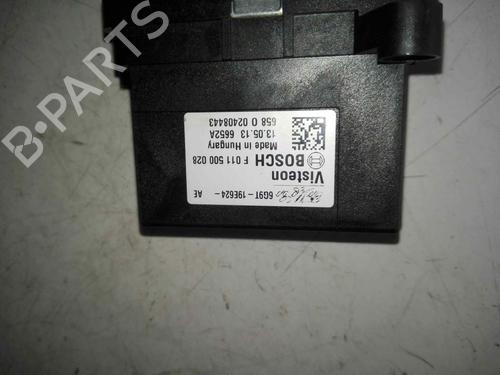 Visteon
BOSCH F 011 500 028
Made in Hungary
13.05.13 6652A
658 0 02408443
6G9T-19E624- AE
B-PARTS